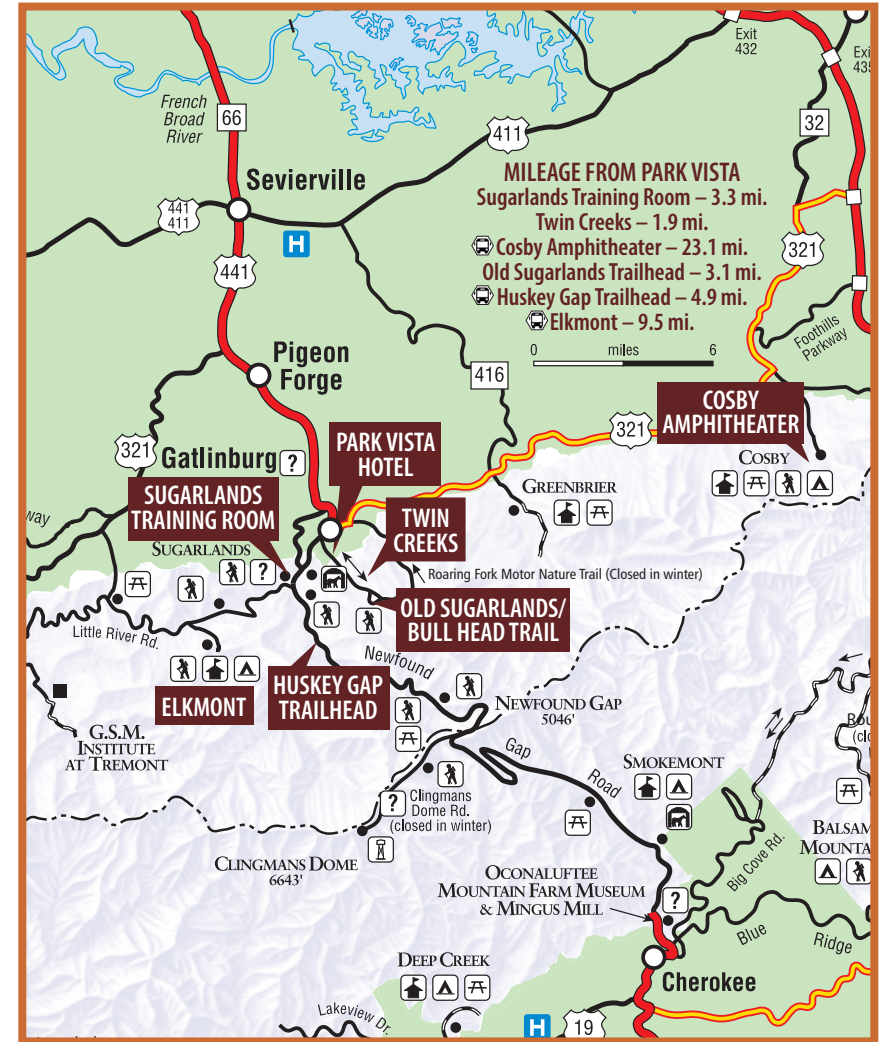 Exit
432
Exi
435
French
Broad
River
66
32
411
Sevierville
441
411
H
441
MILEAGE FROM PARK VISTA
Sugarlands Training Room – 3.3 mi.
Twin Creeks – 1.9 mi.
Cosby Amphitheater – 23.1 mi.
Old Sugarlands Trailhead – 3.1 mi.
Huskey Gap Trailhead – 4.9 mi.
Elkmont – 9.5 mi.
321
0 miles 6
Foothills
Parkway
Pigeon
Forge
416
321
321
COSBY
AMPHITHEATER
COSBY
Gatlinburg
?
PARK VISTA
HOTEL
SUGARLANDS
TRAINING ROOM
GREENBRIER
TWIN
CREEKS
way
SUGARLANDS
?
Roaring Fork Motor Nature Trail (Closed in winter)
OLD SUGARLANDS/
BULL HEAD TRAIL
Little River Rd.
Newfound
ELKMONT
HUSKEY GAP
TRAILHEAD
NEWFOUND GAP
5046'
G.S.M.
INSTITUTE
AT TREMONT
Gap
Road
SMOKEMONT
Clingmans
Dome Rd.
(closed in winter)
?
CLINGMANS DOME
6643'
Big Cove Rd.
BALSAM
MOUNTA
OCONALUFTEE
MOUNTAIN FARM MUSEUM
& MINGUS MILL
?
Blue
Ridge
DEEP CREEK
Cherokee
Lakeview Dr.
H
19